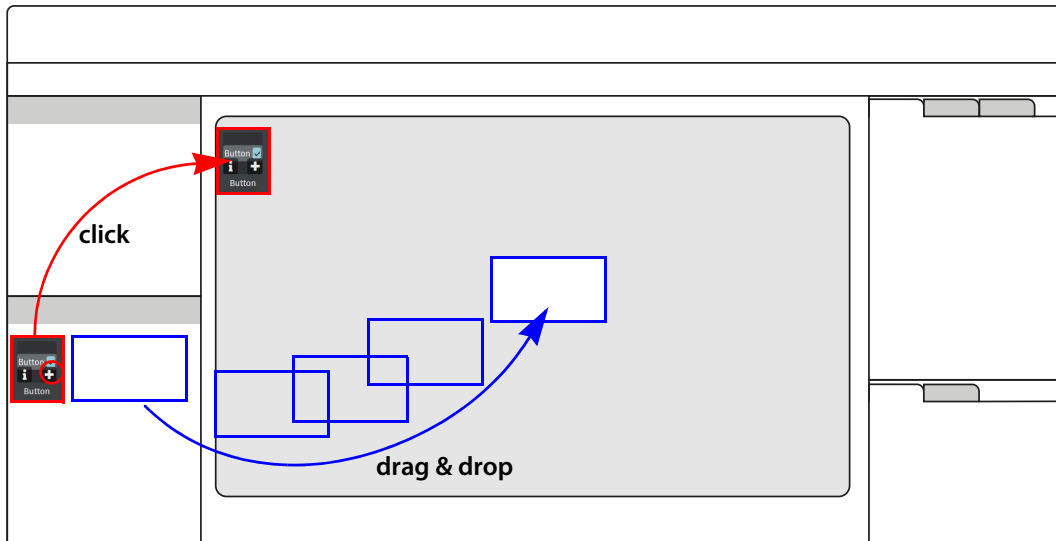 Button
i +
Button
click
Button
i +
Button
drag & drop